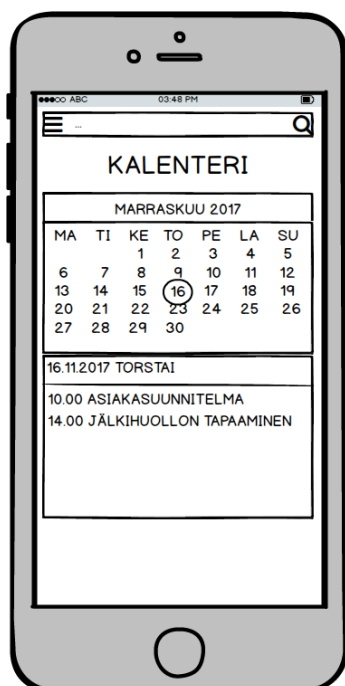 ABC 03:48 PM
...
KALENTERI
MARRASKUU 2017
MA TI KE TO PE LA SU
1 2 3 4 5
6 7 8 9 10 11 12
13 14 15 16 17 18 19
20 21 22 23 24 25 26
27 28 29 30
16.11.2017 TORSTAI
10.00 ASIAKASUUNNITELMA
14.00 JÄLKIHUOLLON TAPAAMINEN